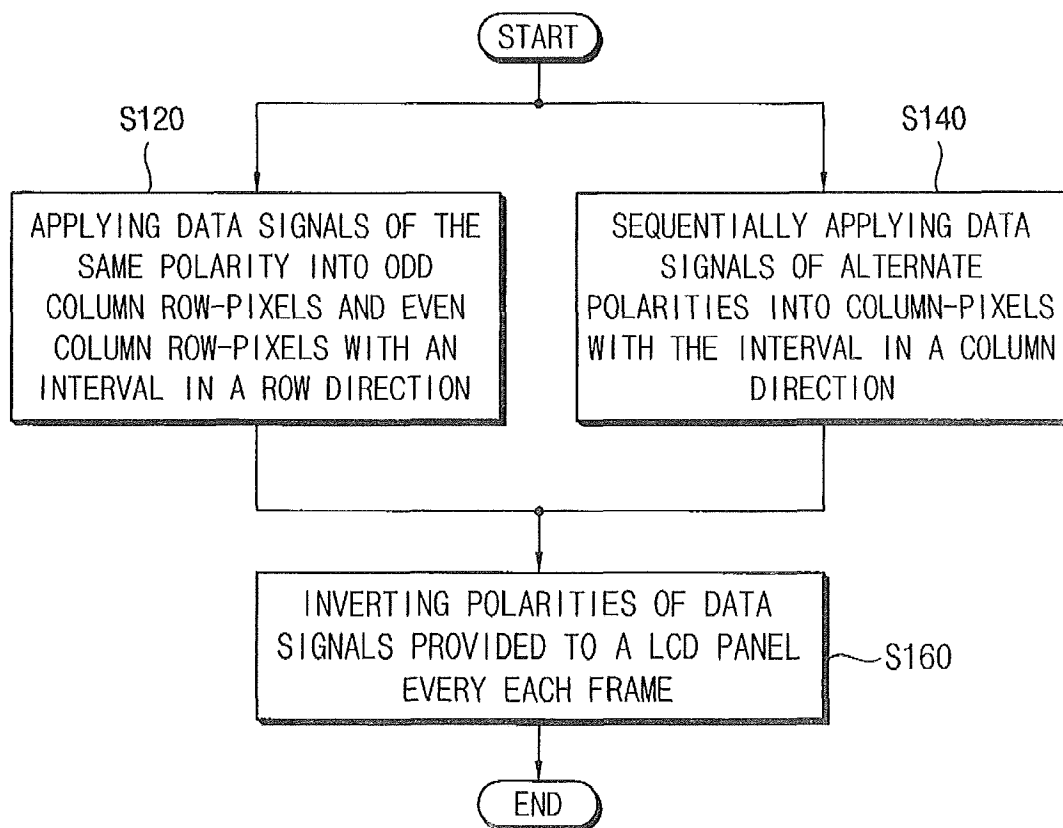 START
S120
S140
APPLYING DATA SIGNALS OF THE
SAME POLARITY INTO ODD
COLUMN ROW-PIXELS AND EVEN
COLUMN ROW-PIXELS WITH AN
INTERVAL IN A ROW DIRECTION
SEQUENTIALLY APPLYING DATA
SIGNALS OF ALTERNATE
POLARITIES INTO COLUMN-PIXELS
WITH THE INTERVAL IN A COLUMN
DIRECTION
INVERTING POLARITIES OF DATA
SIGNALS PROVIDED TO A LCD PANEL
EVERY EACH FRAME
S160
END